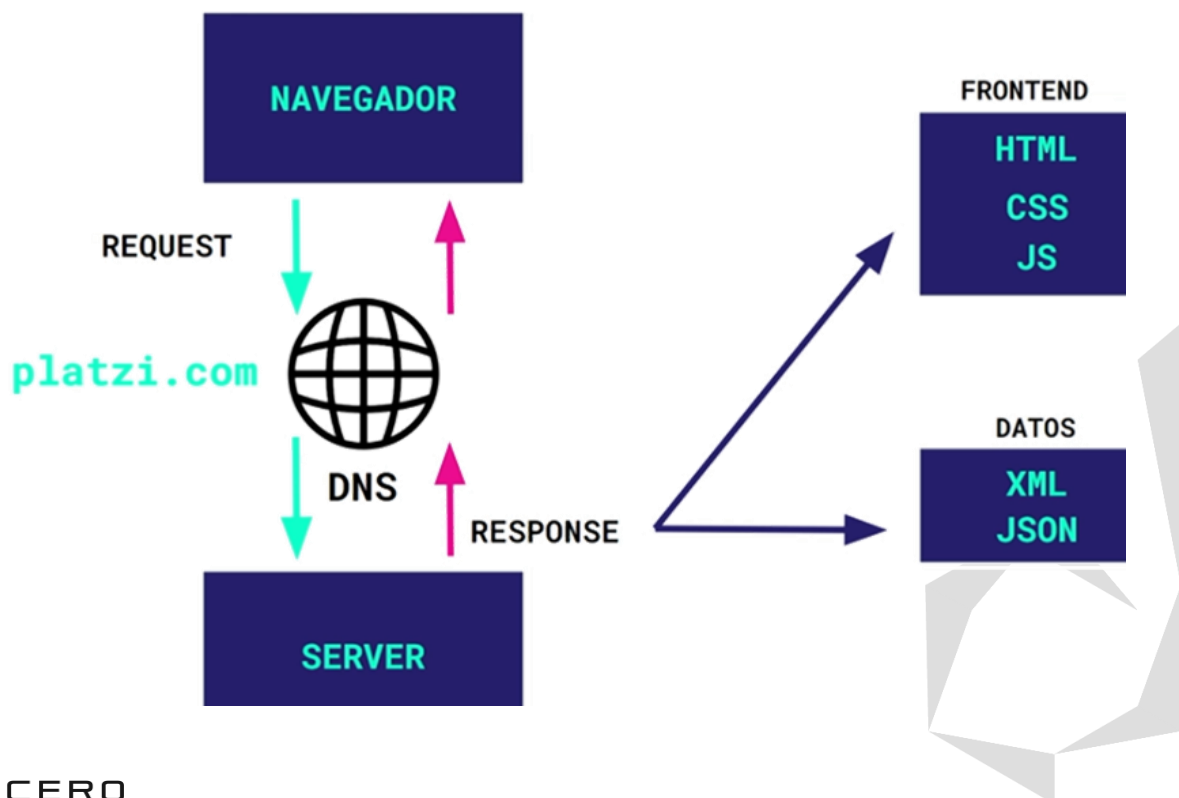 NAVEGADOR
REQUEST
platzi.com
DNS
RESPONSE
SERVER
FRONTEND
HTML
CSS
JS
DATOS
XML
JSON
CERO